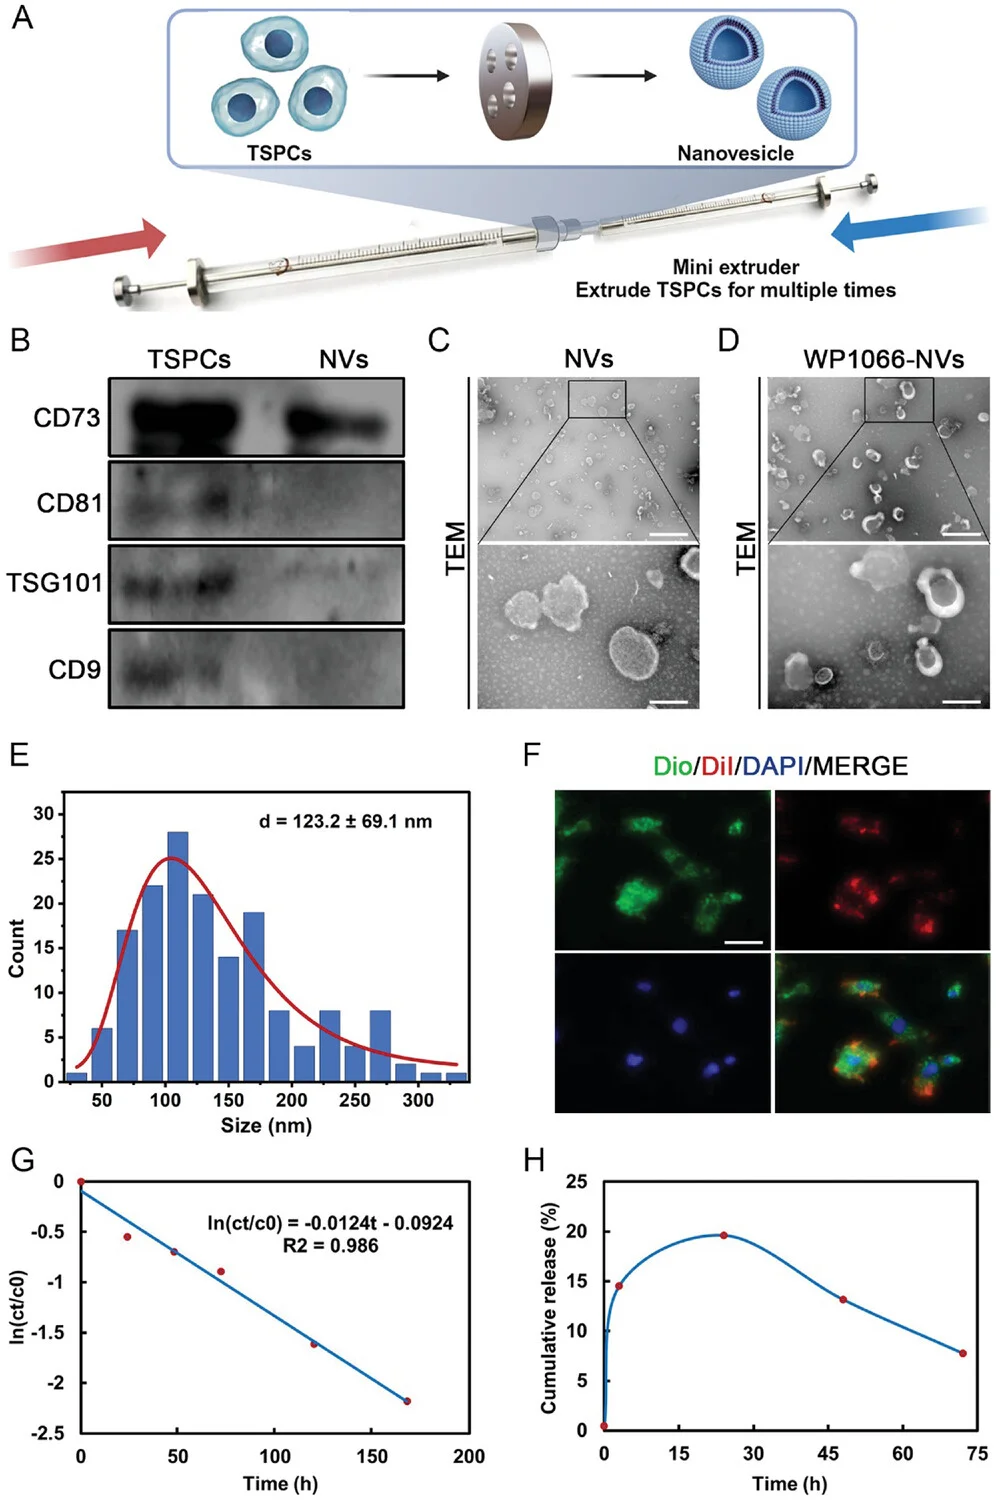 A
TSPCs
Nanovesicle
Mini extruder
Extrude TSPCs for multiple times
B
TSPCs NVs
CD73
CD81
TSG101
CD9
C
NVs
TEM
D
WP1066-NVs
TEM
E
d = 123.2 ± 69.1 nm
Count
30
25
20
15
10
5
0
50 100 150 200 250 300
Size (nm)
F
Dio/DiI/DAPI/MERGE
G
ln(ct/c0) = -0.0124t - 0.0924
R2 = 0.986
ln(ct/c0)
0
-0.5
-1
-1.5
-2
-2.5
0 50 100 150 200
Time (h)
H
Cumulative release (%)
25
20
15
10
5
0
0 15 30 45 60 75
Time (h)